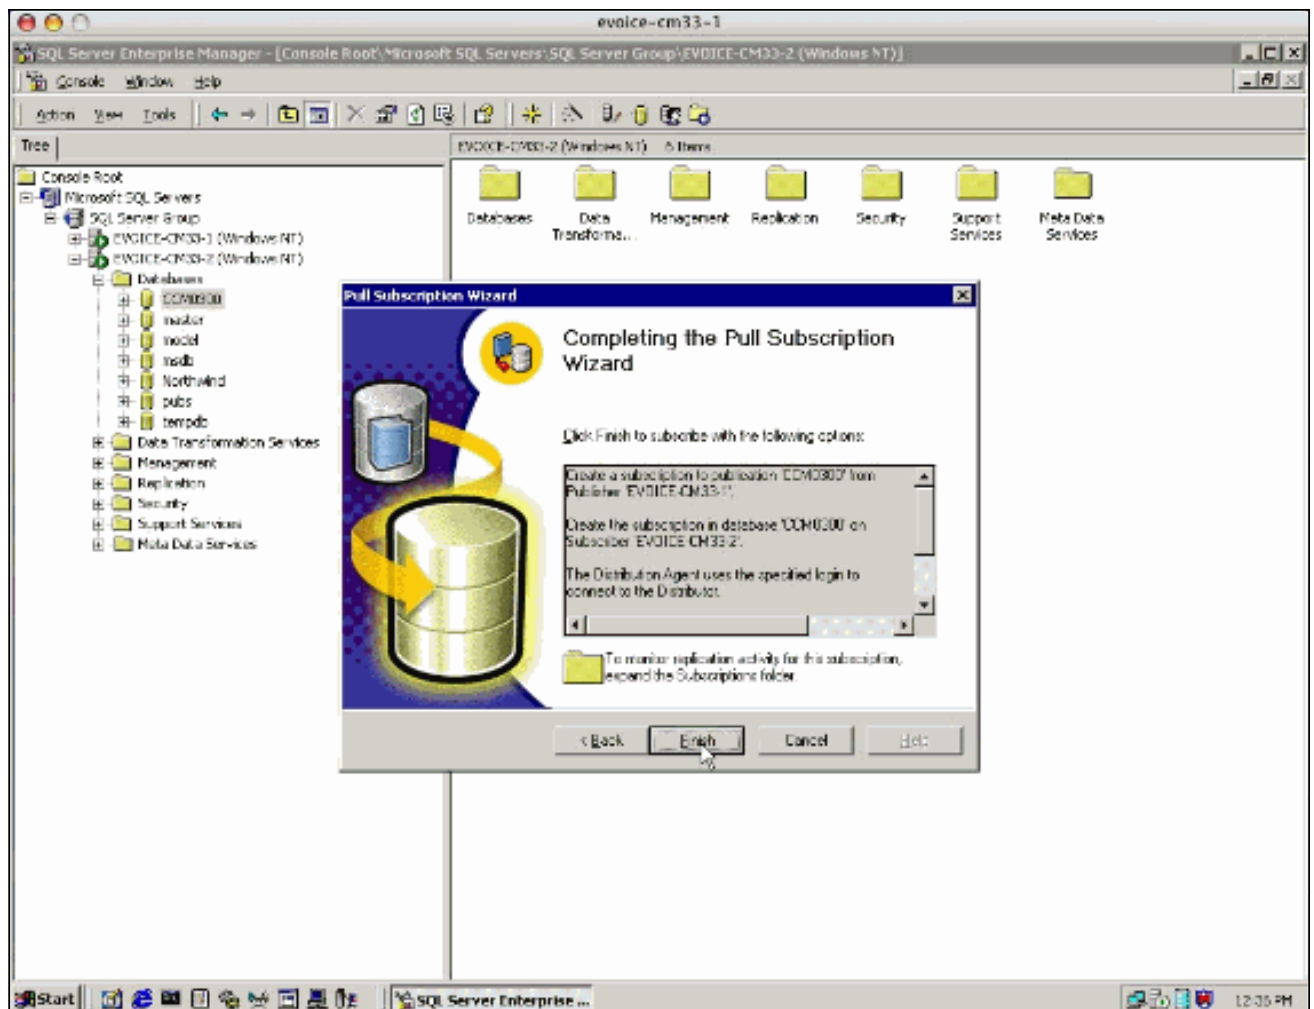 evoice-cm33-1
SQL Server Enterprise Manager - [Console Root\Microsoft SQL Servers\SQL Server Group\EVOICE-CM33-2 (Windows NT)]
Console Window Help
Action View Tools
Tree
EVOICE-CM33-2 (Windows NT) 6 Items
Console Root
Microsoft SQL Servers
SQL Server Group
EVOICE-CM33-1 (Windows NT)
EVOICE-CM33-2 (Windows NT)
Databases
CCM0300
master
model
msdb
Northwind
pubs
tempdb
Data Transformation Services
Management
Replication
Security
Support Services
Meta Data Services
Databases
Data Transforma...
Management
Replication
Security
Support Services
Meta Data Services
Pull Subscription Wizard
Completing the Pull Subscription
Wizard
Click Finish to subscribe with the following options:
Create a subscription to publication 'CCM0300' from
Publisher 'EVOICE-CM33-1'.
Create the subscription in database 'CCM0300' on
Subscriber 'EVOICE-CM33-2'.
The Distribution Agent uses the specified login to
connect to the Distributor.
To monitor replication activity for this subscription,
expand the Subscriptions folder.
< Back Finish Cancel Help
Start SQL Server Enterprise ... 12:35 PM